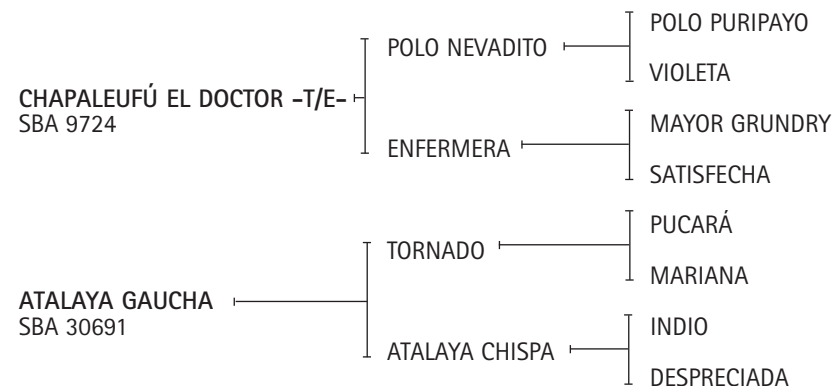 POLO PURIPAYO
POLO NEVADITO
VIOLETA
CHAPALEUFÚ EL DOCTOR -T/E-
SBA 9724
MAYOR GRUNDRY
ENFERMERA
SATISFECHA
PUCARÁ
TORNADO
MARIANA
ATALAYA GAUCHA
SBA 30691
INDIO
ATALAYA CHISPA
DESPRECIADA